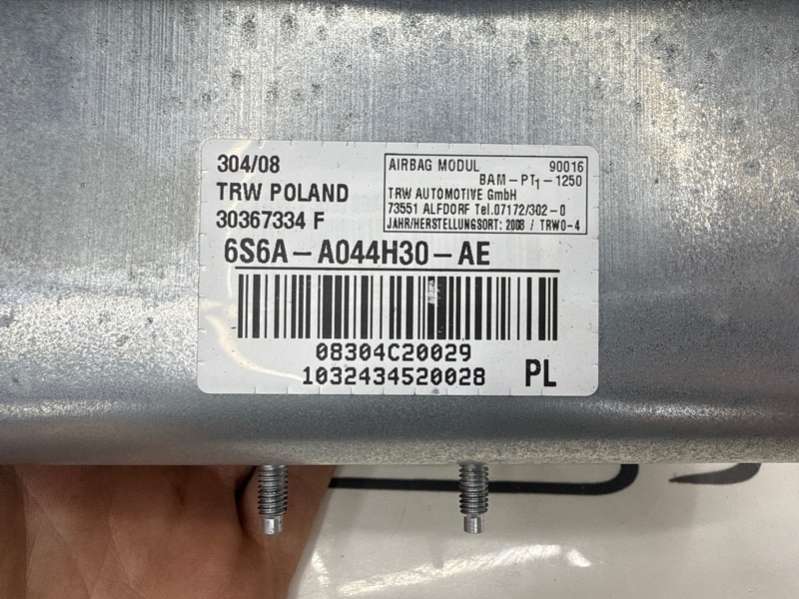 304/08
TRW POLAND
30367334 F
AIRBAG MODUL 90016
BAM-PT1-1250
TRW AUTOMOTIVE GmbH
73551 ALFDORF Tel.07172/302-0
JAHR/HERSTELLUNGSORT: 2008 / TRWO-4
6S6A-A044H30-AE
08304C20029
1032434520028
PL